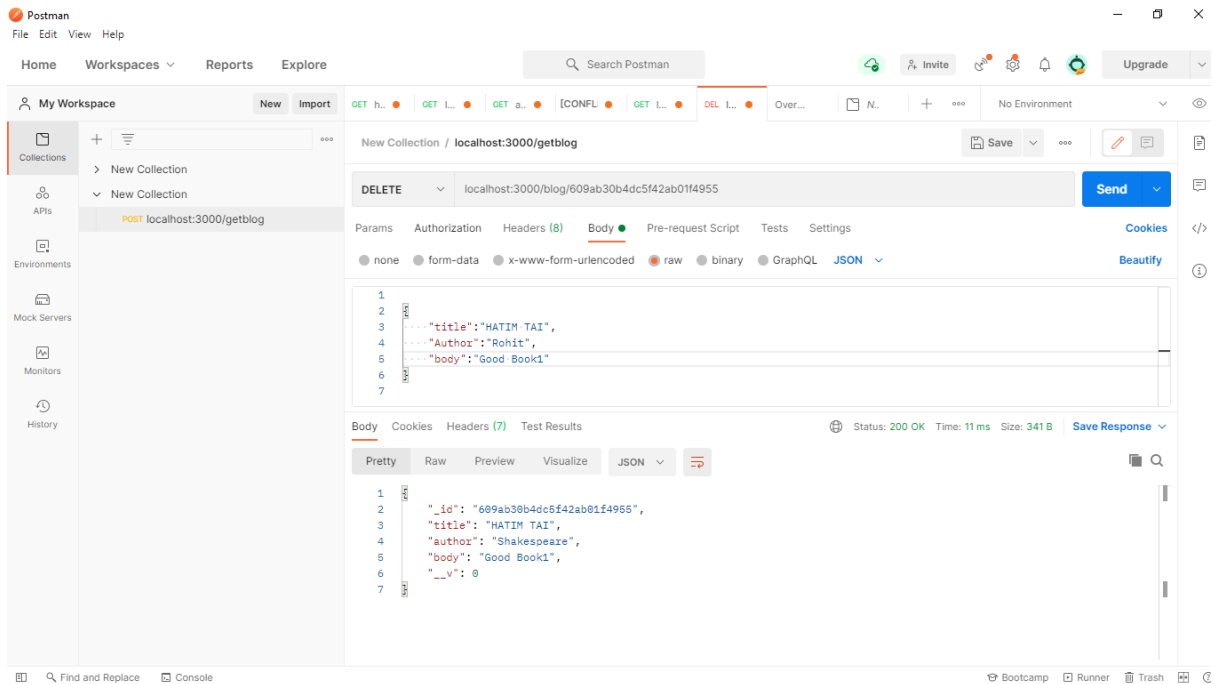 Postman
File Edit View Help
Home Workspaces Reports Explore Search Postman Invite Upgrade
My Workspace New Import GET h.. GET l... GET a.. [CONFLI GET l... DEL l... Over... N.. No Environment
Collections
APIs
Environments
Mock Servers
Monitors
History
New Collection
New Collection
POST localhost:3000/getblog
New Collection / localhost:3000/getblog Save
DELETE localhost:3000/blog/609ab30b4dc5f42ab01f4955 Send
Params Authorization Headers (8) Body Pre-request Script Tests Settings Cookies
none form-data x-www-form-urlencoded raw binary GraphQL JSON Beautify
1
2 {
3 "title":"HATIM TAI",
4 "Author":"Rohit",
5 "body":"Good Book1"
6 }
7
Body Cookies Headers (7) Test Results Status: 200 OK Time: 11 ms Size: 341 B Save Response
Pretty Raw Preview Visualize JSON
1 {
2 "_id": "609ab30b4dc5f42ab01f4955",
3 "title": "HATIM TAI",
4 "author": "Shakespeare",
5 "body": "Good Book1",
6 "__v": 0
7 }
Find and Replace Console Bootcamp Runner Trash